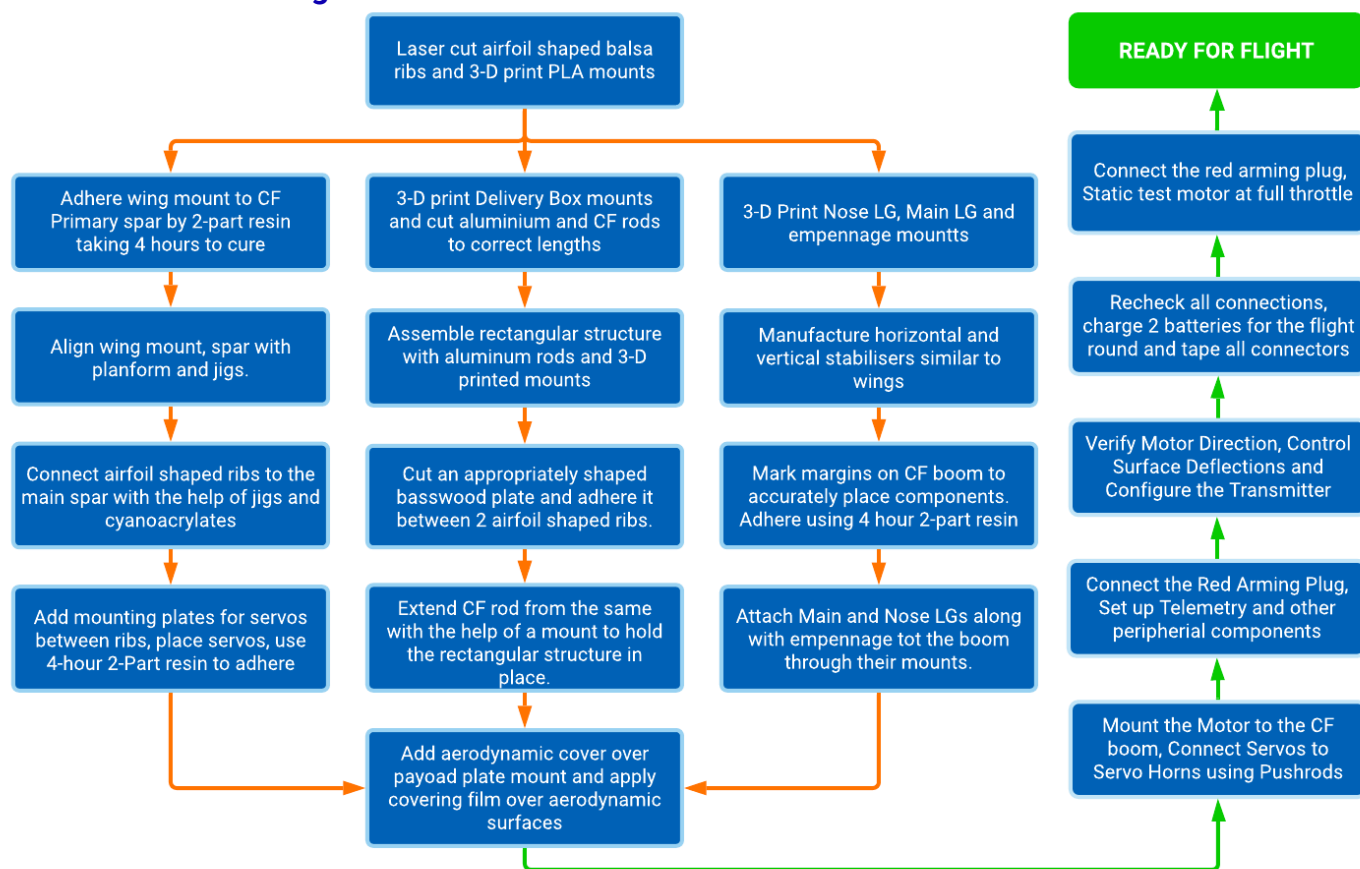 g
Laser cut airfoil shaped balsa
ribs and 3-D print PLA mounts
Adhere wing mount to CF
Primary spar by 2-part resin
taking 4 hours to cure
Align wing mount, spar with
planform and jigs.
Connect airfoil shaped ribs to the
main spar with the help of jigs and
cyanoacrylates
Add mounting plates for servos
between ribs, place servos, use
4-hour 2-Part resin to adhere
3-D print Delivery Box mounts
and cut aluminium and CF rods
to correct lengths
Assemble rectangular structure
with aluminum rods and 3-D
printed mounts
Cut an appropriately shaped
basswood plate and adhere it
between 2 airfoil shaped ribs.
Extend CF rod from the same
with the help of a mount to hold
the rectangular structure in
place.
3-D Print Nose LG, Main LG and
empennage mountts
Manufacture horizontal and
vertical stabilisers similar to
wings
Mark margins on CF boom to
accurately place components.
Adhere using 4 hour 2-part resin
Attach Main and Nose LGs along
with empennage tot the boom
through their mounts.
Add aerodynamic cover over
payoad plate mount and apply
covering film over aerodynamic
surfaces
Mount the Motor to the CF
boom, Connect Servos to
Servo Horns using Pushrods
Connect the Red Arming Plug,
Set up Telemetry and other
peripherial components
Verify Motor Direction, Control
Surface Deflections and
Configure the Transmitter
Recheck all connections,
charge 2 batteries for the flight
round and tape all connectors
Connect the red arming plug,
Static test motor at full throttle
READY FOR FLIGHT